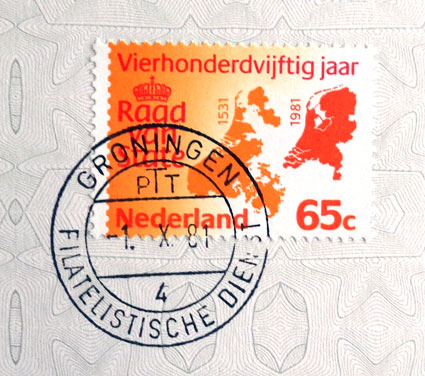 Vierhonderdvijftig jaar
Raad
van
State
1531
1981
Nederland 65c
GRONINGEN
PTT
-1. X. 81
4
FILATELISTISCHE DIENST